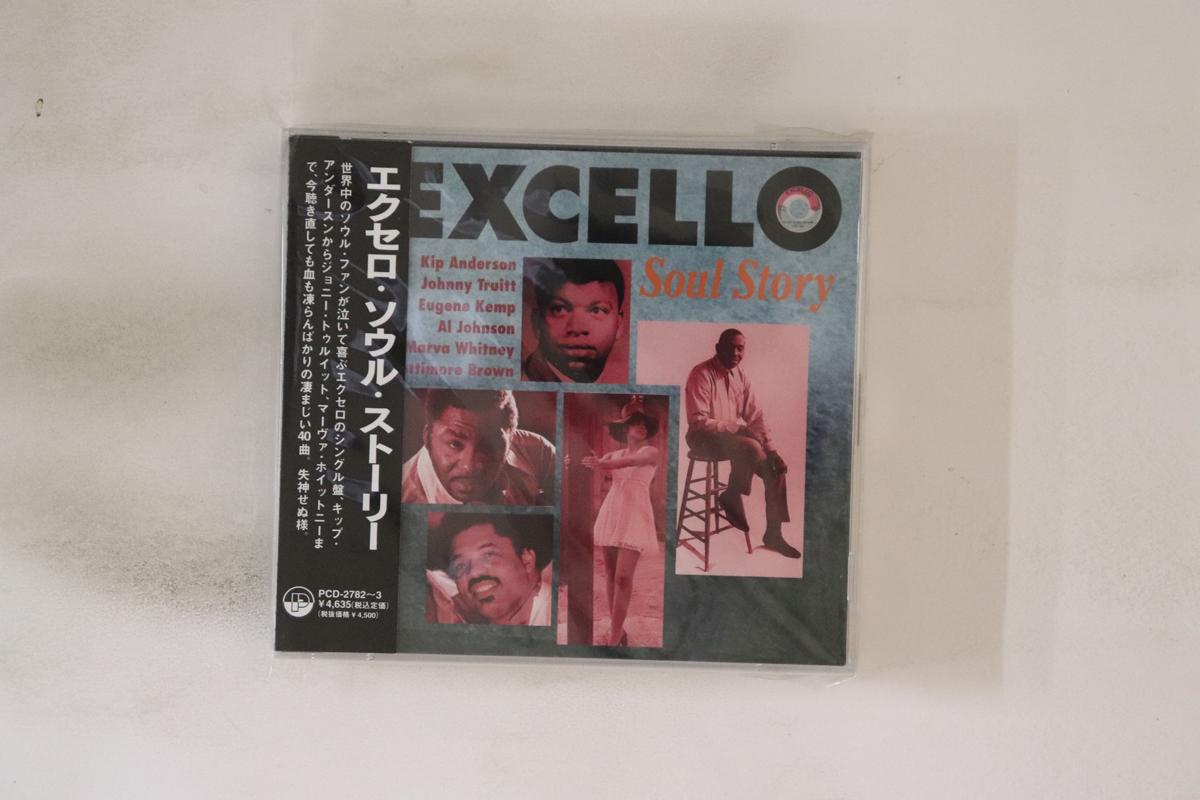 エクセロ・ソウル・ストーリー
世界中のソウル・ファンが泣いて喜ぶエクセロのシングル盤、キップ・
アンダースンからジョニー・トゥルイット、マーヴァ・ホイットニーま
で、今聴き直しても血も凍らんばかりの凄まじい40曲。失神せぬ様。
PCD-2782〜3
¥4,635(税込定価)
(税抜価格¥4,500)
EXCELLO
Soul Story
Kip Anderson
Johnny Truitt
Eugene Kemp
Al Johnson
Marva Whitney
ttimore Brown